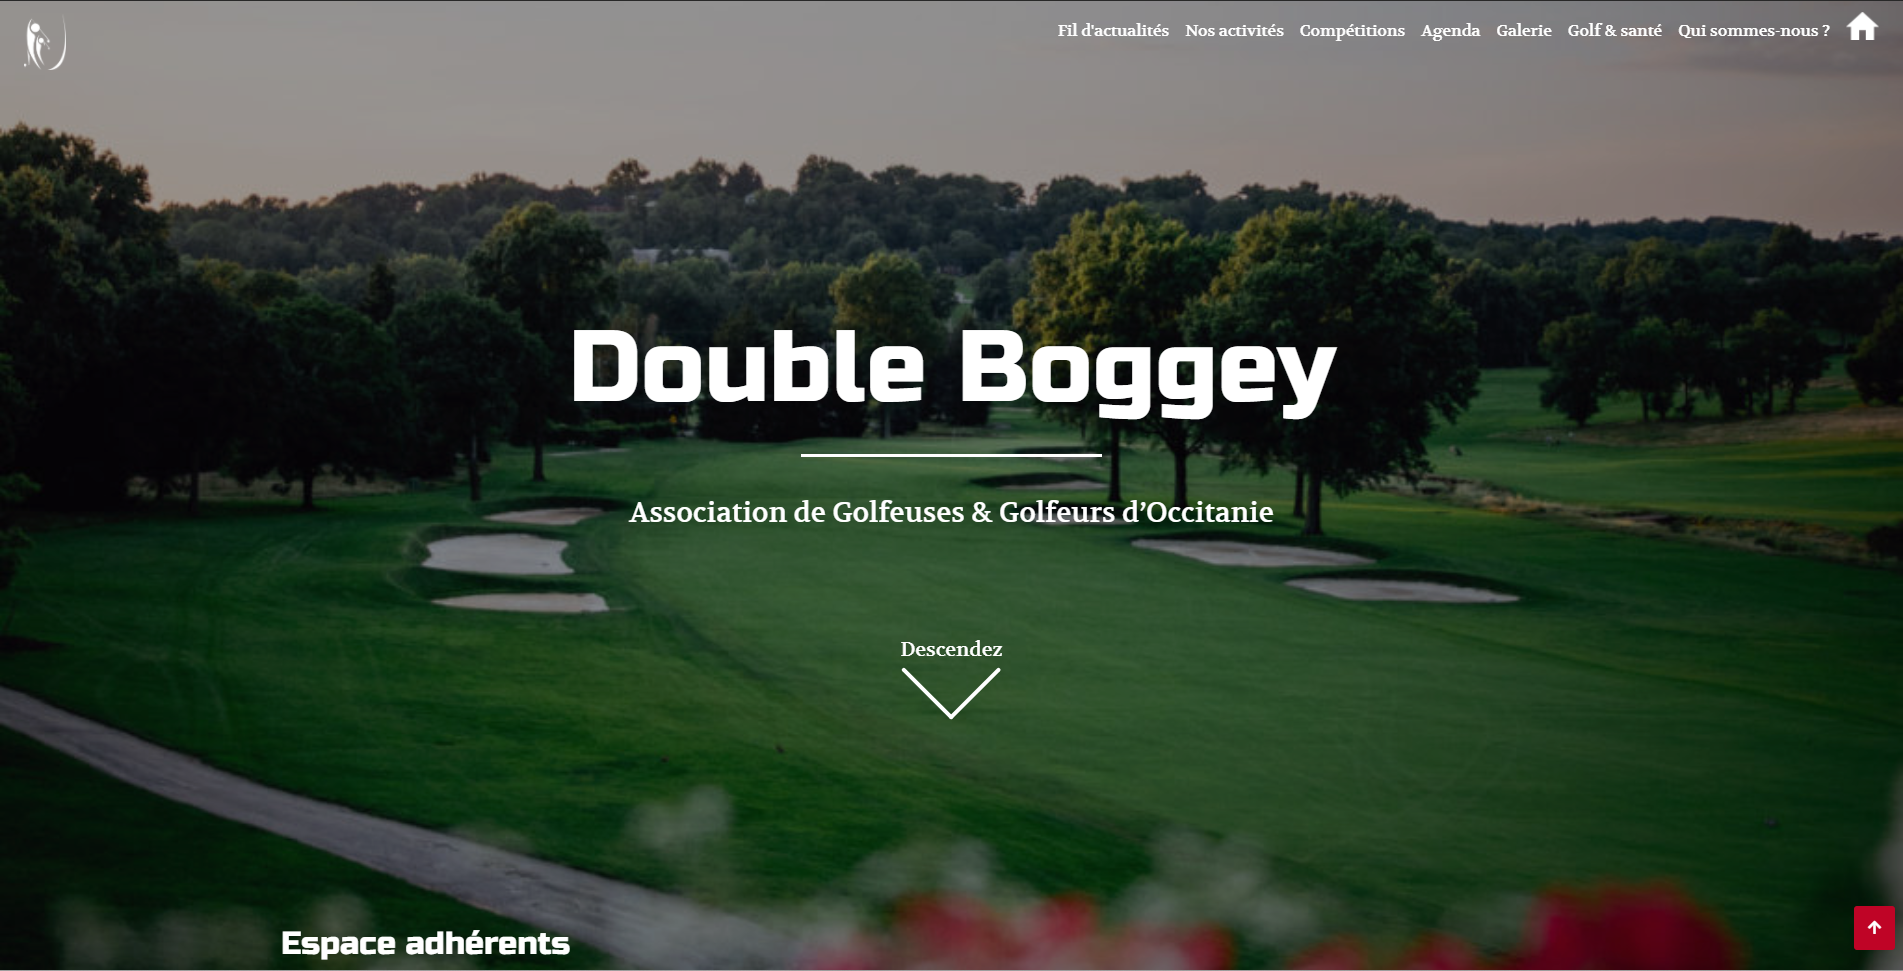 Fil d'actualités Nos activités Compétitions Agenda Galerie Golf & santé Qui sommes-nous ?
Double Boggey
Association de Golfeuses & Golfeurs d’Occitanie
Descendez
Espace adhérents